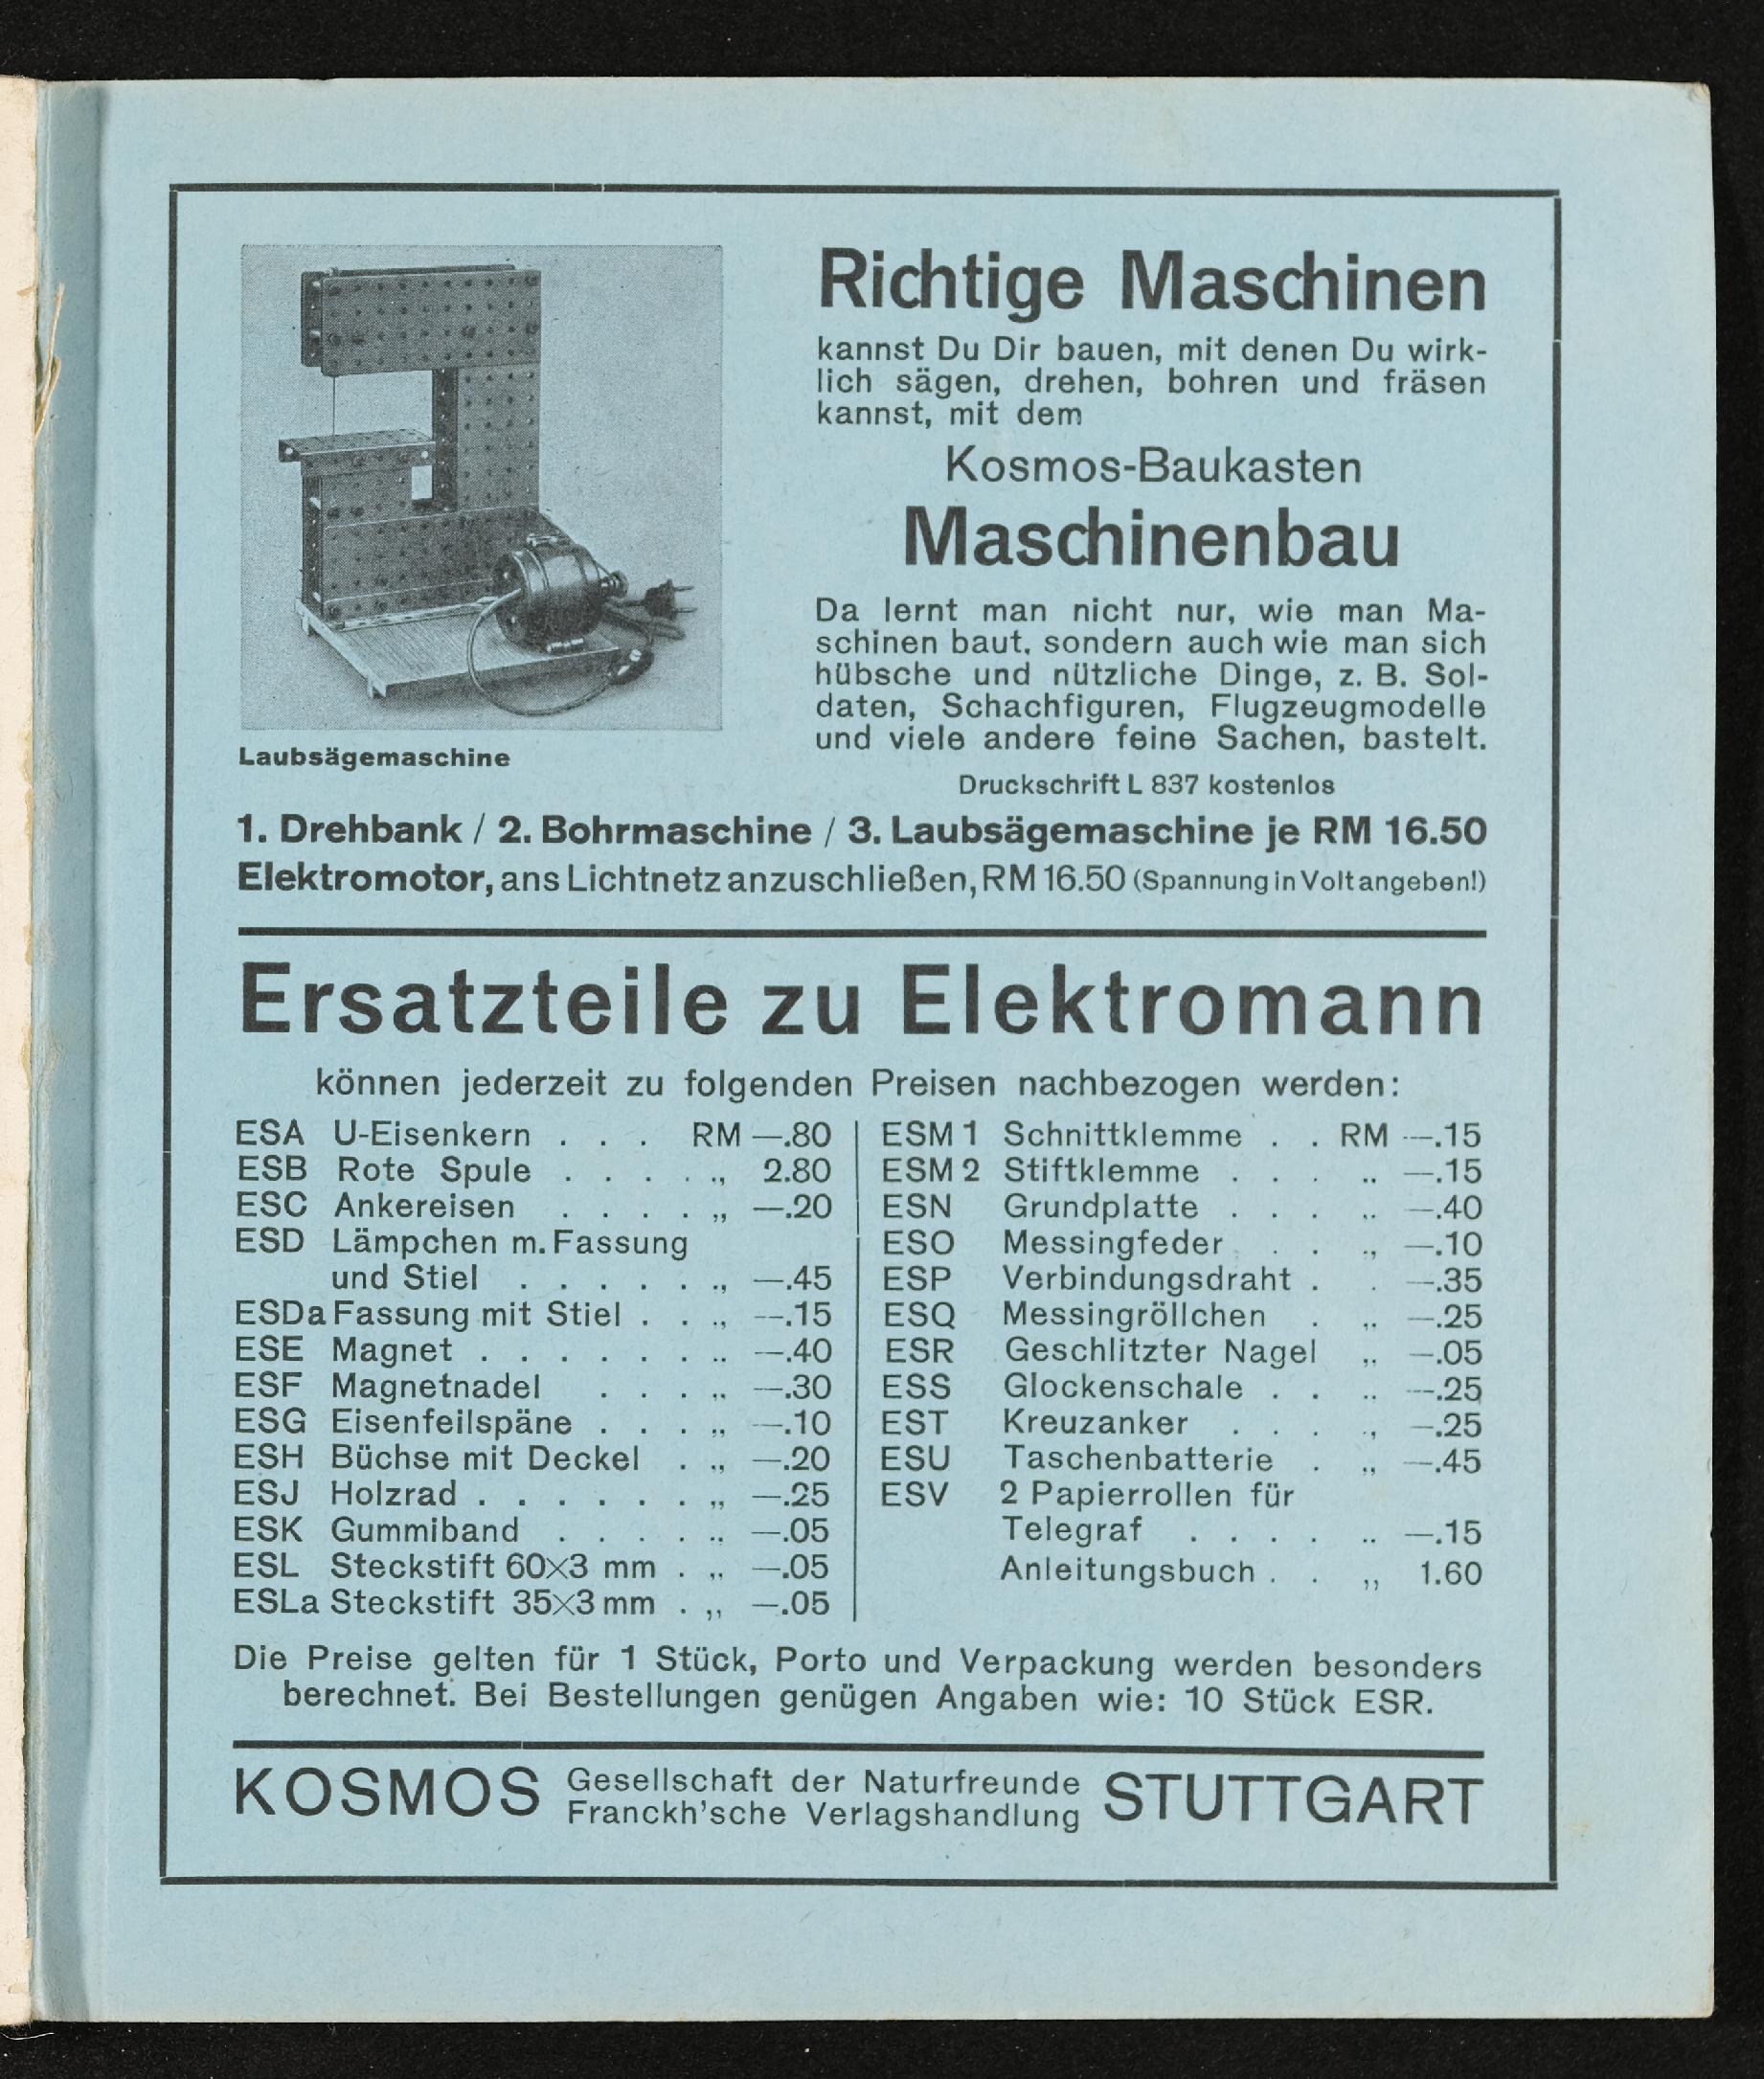 Richtige Maschinen
kannst Du Dir bauen, mit denen Du wirk-
lich sägen, drehen, bohren und fräsen
kannst, mit dem
Kosmos-Baukasten
Maschinenbau
Da lernt man nicht nur, wie man Ma-
schinen baut, sondern auch wie man sich
hübsche und nützliche Dinge, z. B. Sol-
daten, Schachfiguren, Flugzeugmodelle
und viele andere feine Sachen, bastelt.
Laubsägemaschine
Druckschrift L 837 kostenlos
1. Drehbank / 2. Bohrmaschine / 3. Laubsägemaschine je RM 16.50
Elektromotor, ans Lichtnetz anzuschließen, RM 16.50 (Spannung in Volt angeben!)
Ersatzteile zu Elektromann
können jederzeit zu folgenden Preisen nachbezogen werden:
ESA U-Eisenkern . . . RM —.80
ESB Rote Spule . . . . „ 2.80
ESC Ankereisen . . . . „ —.20
ESD Lämpchen m. Fassung
und Stiel . . . . . . „ —.45
ESDa Fassung mit Stiel . . „ —.15
ESE Magnet . . . . . . „ —.40
ESF Magnetnadel . . . „ —.30
ESG Eisenfeilspäne . . . „ —.10
ESH Büchse mit Deckel . „ —.20
ESJ Holzrad . . . . . . „ —.25
ESK Gummiband . . . . „ —.05
ESL Steckstift 60×3 mm . „ —.05
ESLa Steckstift 35×3 mm . „ —.05
ESM 1 Schnittklemme . . RM —.15
ESM 2 Stiftklemme . . . „ —.15
ESN Grundplatte . . . „ —.40
ESO Messingfeder . . „ —.10
ESP Verbindungsdraht . . —.35
ESQ Messingröllchen . „ —.25
ESR Geschlitzter Nagel „ —.05
ESS Glockenschale . . „ —.25
EST Kreuzanker . . . „ —.25
ESU Taschenbatterie . „ —.45
ESV 2 Papierrollen für
Telegraf . . . . „ —.15
Anleitungsbuch . . „ 1.60
Die Preise gelten für 1 Stück, Porto und Verpackung werden besonders
berechnet. Bei Bestellungen genügen Angaben wie: 10 Stück ESR.
KOSMOS Gesellschaft der Naturfreunde STUTTGART
Franckh'sche Verlagshandlung